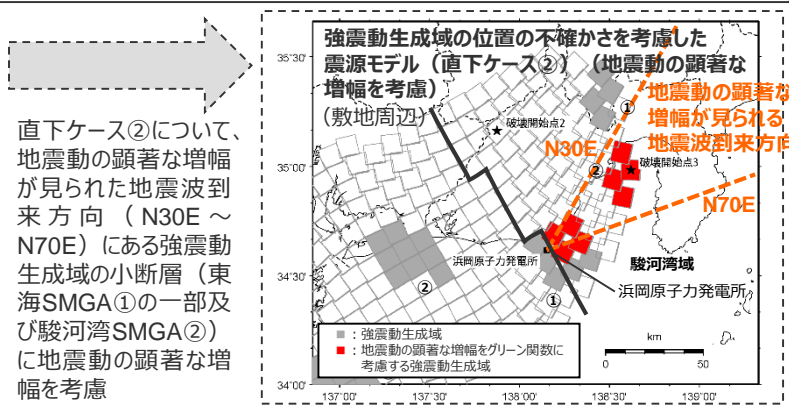 直下ケース②について、
地震動の顕著な増幅
が見られた地震波到
来方向（N30E～
N70E）にある強震動
生成域の小断層（東
海SMGA①の一部及
び駿河湾SMGA②）
に地震動の顕著な増
幅を考慮
強震動生成域の位置の不確かさを考慮した
震源モデル（直下ケース②）（地震動の顕著な
増幅を考慮）
（敷地周辺）
地震動の顕著な
増幅が見られる
地震波到来方向
35°30'
35°00'
34°30'
34°00'
①
破壊開始点2
N30E
②
破壊開始点3
N70E
浜岡原子力発電所
駿河湾域
浜岡原子力発電所
②
①
：強震動生成域
：地震動の顕著な増幅をグリーン関数に
考慮する強震動生成域
km
0
50
137°00'
137°30'
138°00'
138°30'
139°00'